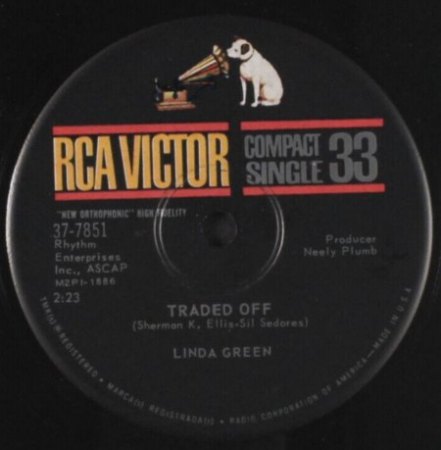 RCA VICTOR
COMPACT
SINGLE 33
"NEW ORTHOPHONIC" HIGH FIDELITY
37-7851
Rhythm
Enterprises
Inc., ASCAP
M2PI-1886
2:23
Producer
Neely Plumb
TRADED OFF
(Sherman K. Ellis-Sil Sedores)
LINDA GREEN
TMK(s) ® REGISTERED • MARCA(s) REGISTRADA(s) • RADIO CORPORATION OF AMERICA—MADE IN U.S.A.